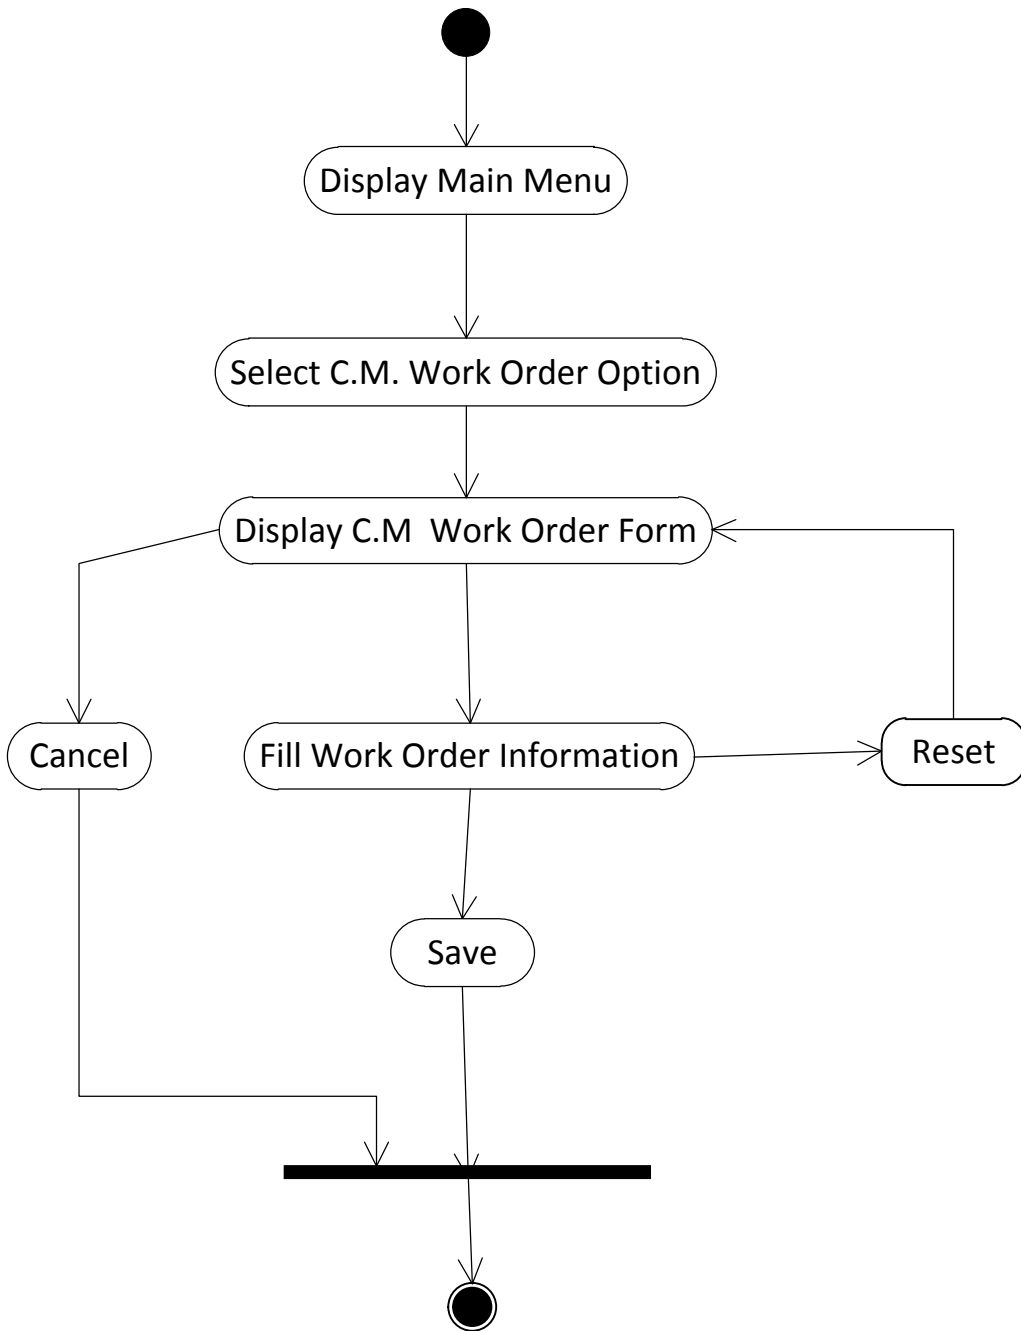 Display Main Menu
Select C.M. Work Order Option
Display C.M  Work Order Form
Cancel
Fill Work Order Information
Reset
Save